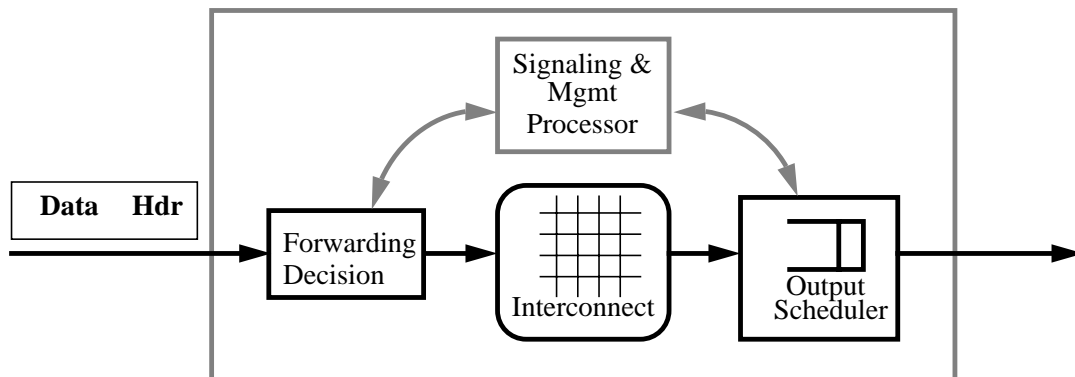 Signaling &
Mgmt
Processor
Data Hdr
Forwarding
Decision
Interconnect
Output
Scheduler